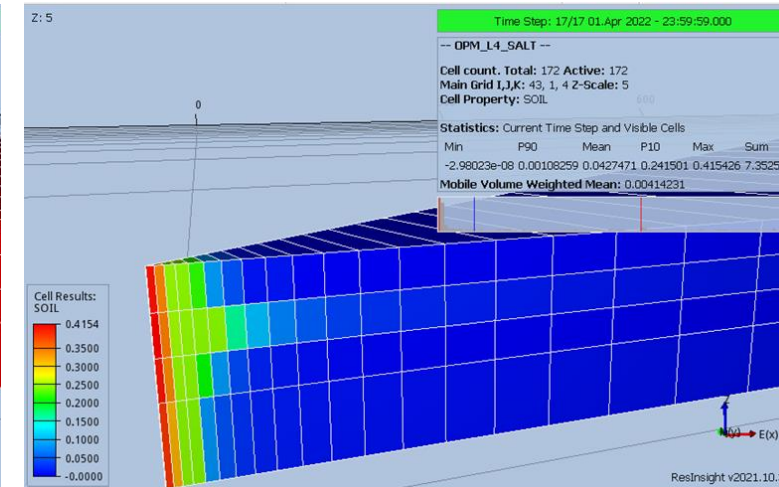 Z: 5
Time Step: 17/17 01.Apr 2022 - 23:59:59.000
-- OPM_L4_SALT --
Cell count. Total: 172 Active: 172
Main Grid I,J,K: 43, 1, 4 Z-Scale: 5
Cell Property: SOIL
Statistics: Current Time Step and Visible Cells
Min P90 Mean P10 Max Sum
-2.98023e-08 0.00108259 0.0427471 0.241501 0.415426 7.3525
Mobile Volume Weighted Mean: 0.00414231
0
Cell Results:
SOIL
0.4154
0.3500
0.3000
0.2500
0.2000
0.1500
0.1000
0.0500
-0.0000
E(x)
ResInsight v2021.10.